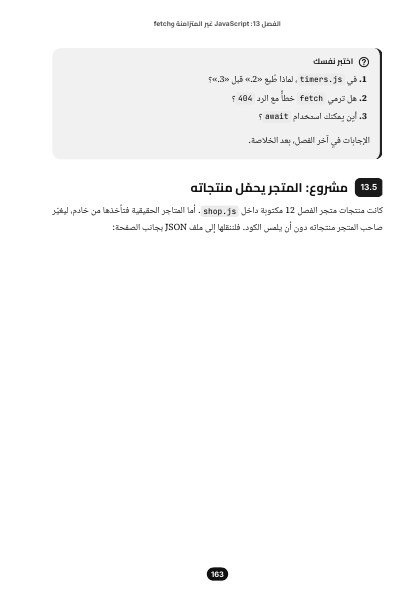 الفصل 13: JavaScript غير المتزامنة وfetch
اختبر نفسك
1. في timers.js، لماذا طُبع «2.» قبل «3.»؟
2. هل ترمي fetch خطأً مع الرد 404؟
3. أين يمكنك استخدام await؟
الإجابات في آخر الفصل، بعد الخلاصة.
13.5 مشروع: المتجر يحمّل منتجاته
كانت منتجات متجر الفصل 12 مكتوبة داخل shop.js. أما المتاجر الحقيقية فتأخذها من خادم، ليغيّر
صاحب المتجر منتجاته دون أن يلمس الكود. فلننقلها إلى ملف JSON بجانب الصفحة:
163